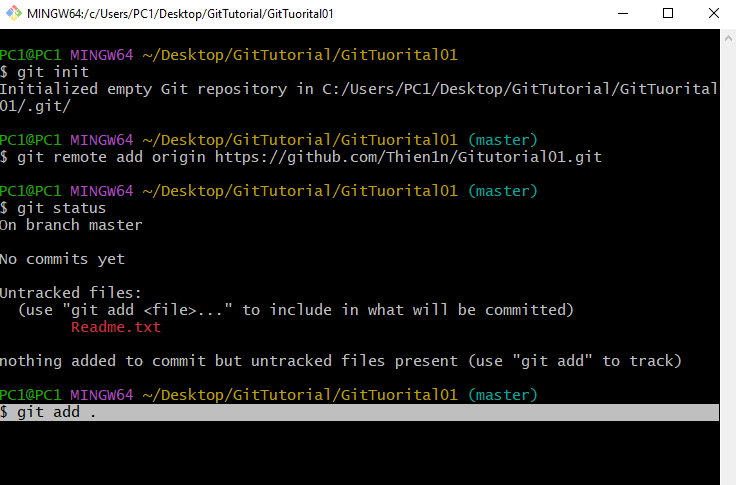 MINGW64:/c/Users/PC1/Desktop/GitTutorial/GitTuorital01
PC1@PC1 MINGW64 ~/Desktop/GitTutorial/GitTuorital01
$ git init
Initialized empty Git repository in C:/Users/PC1/Desktop/GitTutorial/GitTuorital
01/.git/
PC1@PC1 MINGW64 ~/Desktop/GitTutorial/GitTuorital01 (master)
$ git remote add origin https://github.com/Thien1n/Gitutorial01.git
PC1@PC1 MINGW64 ~/Desktop/GitTutorial/GitTuorital01 (master)
$ git status
On branch master
No commits yet
Untracked files:
  (use "git add <file>..." to include in what will be committed)
        Readme.txt
nothing added to commit but untracked files present (use "git add" to track)
PC1@PC1 MINGW64 ~/Desktop/GitTutorial/GitTuorital01 (master)
$ git add .